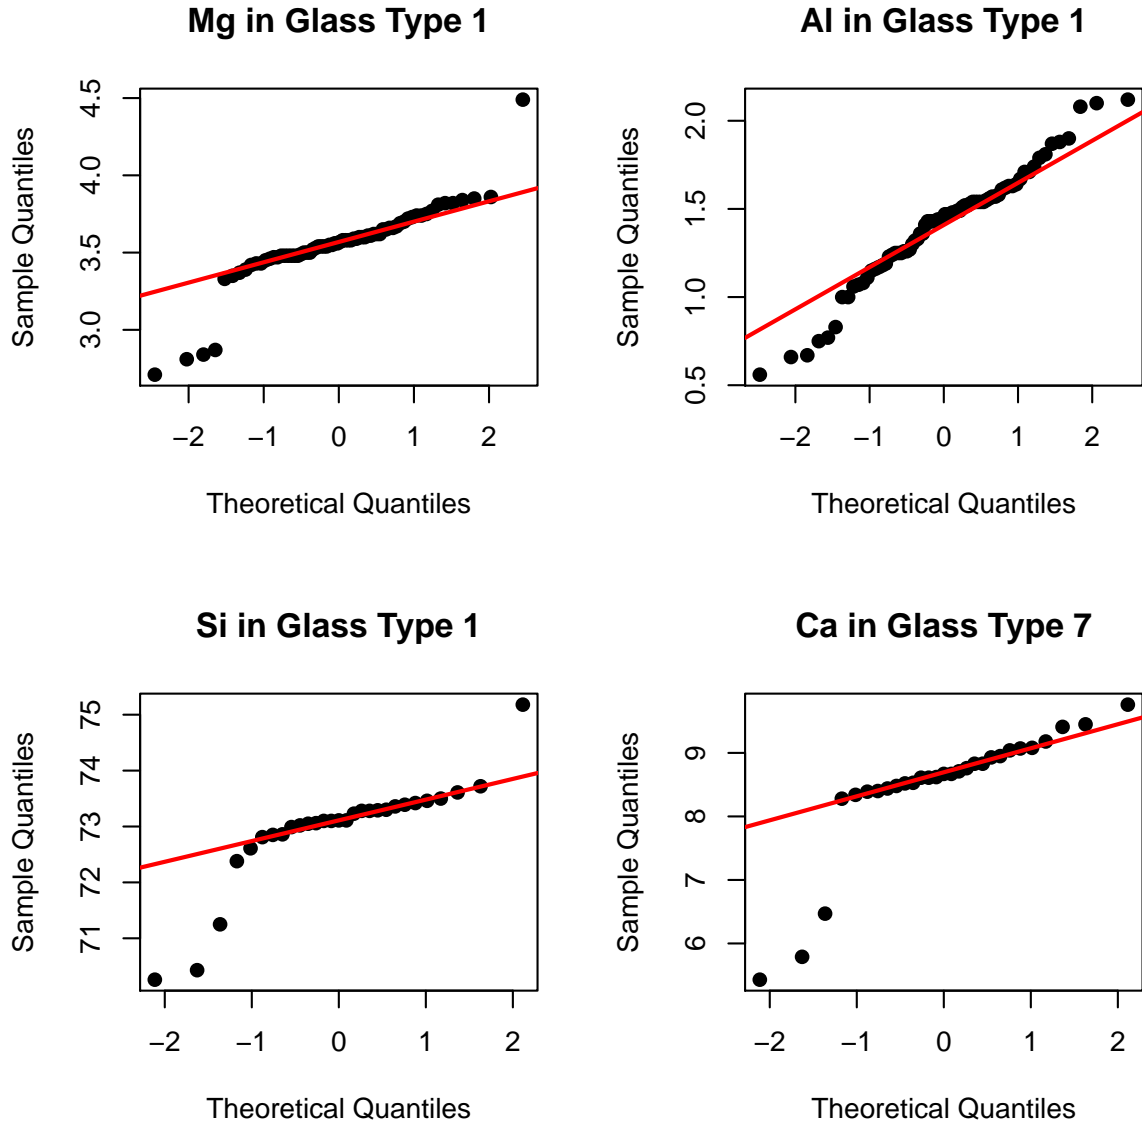 Mg in Glass Type 1
Sample Quantiles
4.5
4.0
3.5
3.0
−2 −1 0 1 2
Theoretical Quantiles
Al in Glass Type 1
Sample Quantiles
2.0
1.5
1.0
0.5
−2 −1 0 1 2
Theoretical Quantiles
Si in Glass Type 1
Sample Quantiles
75
74
73
72
71
−2 −1 0 1 2
Theoretical Quantiles
Ca in Glass Type 7
Sample Quantiles
9
8
7
6
−2 −1 0 1 2
Theoretical Quantiles